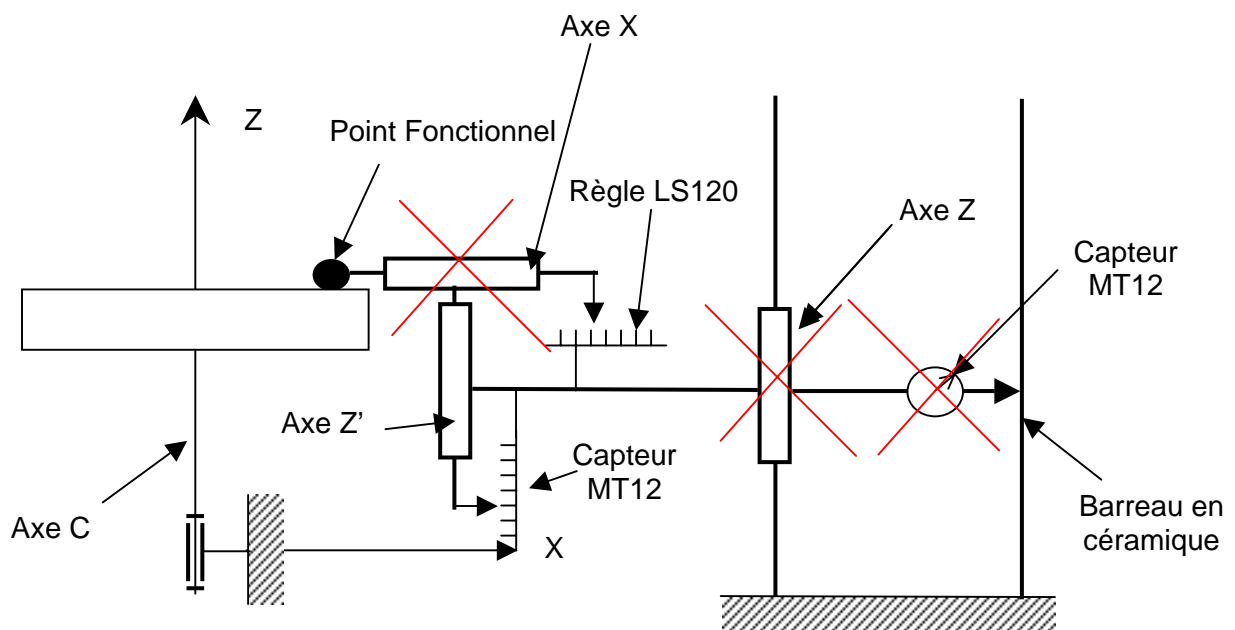 Axe X
Z
Point Fonctionnel
Règle LS120
Axe Z
Capteur
MT12
Axe Z’
Capteur
MT12
Axe C
X
Barreau en
céramique